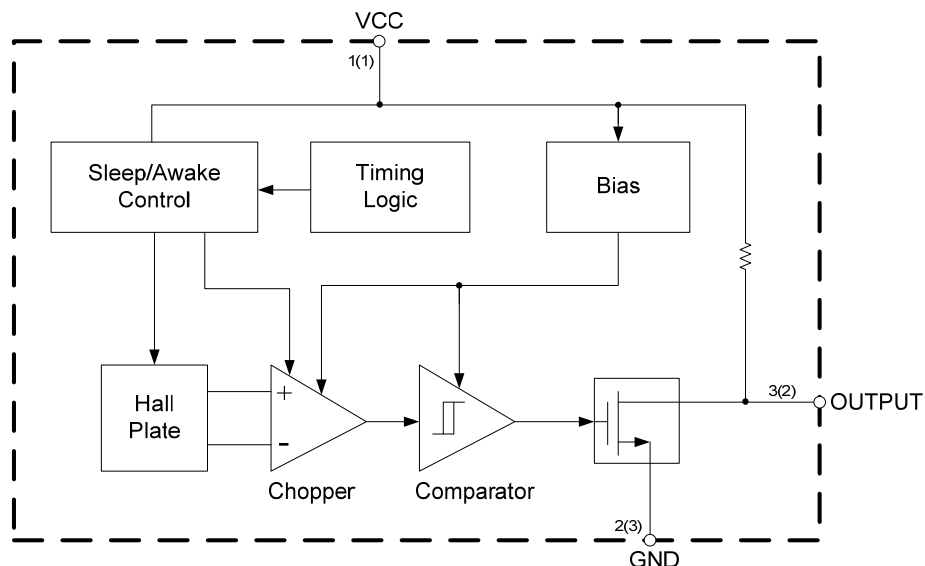 VCC
1(1)
Sleep/Awake
Control
Timing
Logic
Bias
Hall
Plate
+
-
Chopper
Comparator
3(2)
OUTPUT
2(3)
GND